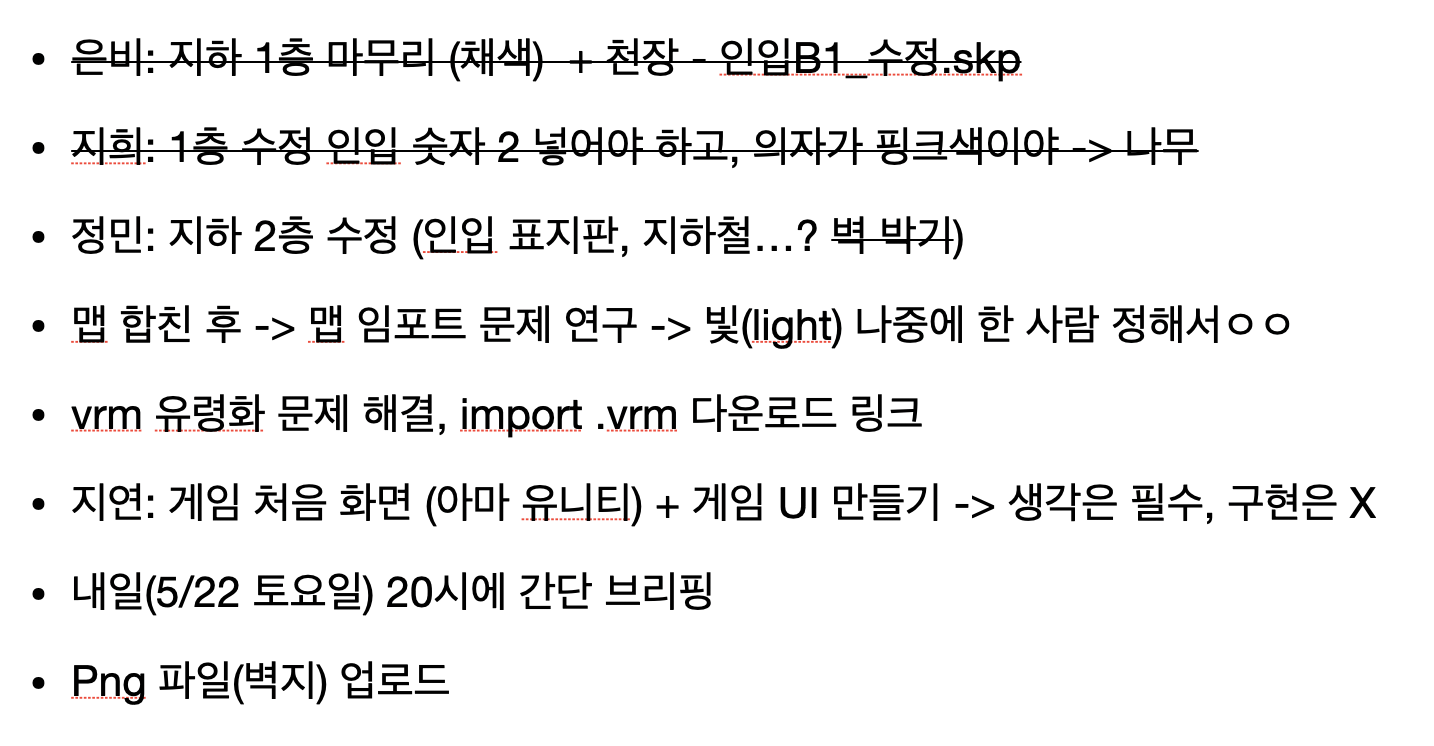 • 은비: 지하 1층 마무리 (채색) + 천장 - 인입B1_수정.skp
• 지희: 1층 수정 인입 숫자 2 넣어야 하고, 의자가 핑크색이야 -> 나무
• 정민: 지하 2층 수정 (인입 표지판, 지하철...? 벽 박기)
• 맵 합친 후 -> 맵 임포트 문제 연구 -> 빛(light) 나중에 한 사람 정해서ㅇㅇ
• vrm 유령화 문제 해결, import .vrm 다운로드 링크
• 지연: 게임 처음 화면 (아마 유니티) + 게임 UI 만들기 -> 생각은 필수, 구현은 X
• 내일(5/22 토요일) 20시에 간단 브리핑
• Png 파일(벽지) 업로드